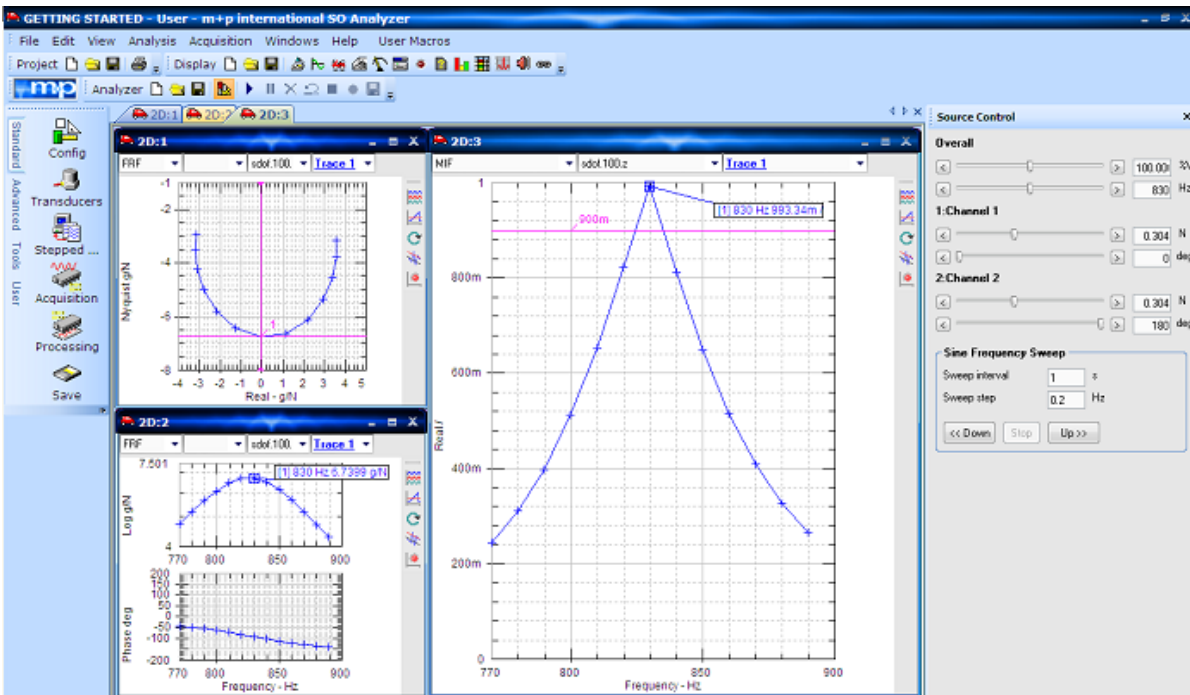 GETTING STARTED - User - m+p international SO Analyzer
File Edit View Analysis Acquisition Windows Help User Macros
Project Display
m+p Analyzer
2D:1 2D:2 2D:3
Standard
Advanced
Tools
User
Config
Transducers
Stepped ...
Acquisition
Processing
Save
2D:1
FRF sdof.100. Trace 1
-1
-2
-4
-6
-8
Nyquist g/N
1
-4 -3 -2 -1 0 1 2 3 4 5
Real - g/N
2D:2
FRF sdof.100. Trace 1
7.501
[1] 830 Hz 6.7399 g/N
Log g/N
4
770 800 850 900
200
150
100
50
0
-50
-100
-200
Phase deg
770 800 850 900
Frequency - Hz
2D:3
MIF sdof.100.z Trace 1
1
[1] 830 Hz 993.34m
900m
800m
600m
400m
200m
0
Real /
770 800 850 900
Frequency - Hz
Source Control
Overall
< > 100.00 %
< > 830 Hz
1:Channel 1
< > 0.304 N
< > 0 deg
2:Channel 2
< > 0.304 N
< > 180 deg
Sine Frequency Sweep
Sweep interval 1 s
Sweep step 0.2 Hz
<< Down Stop Up >>